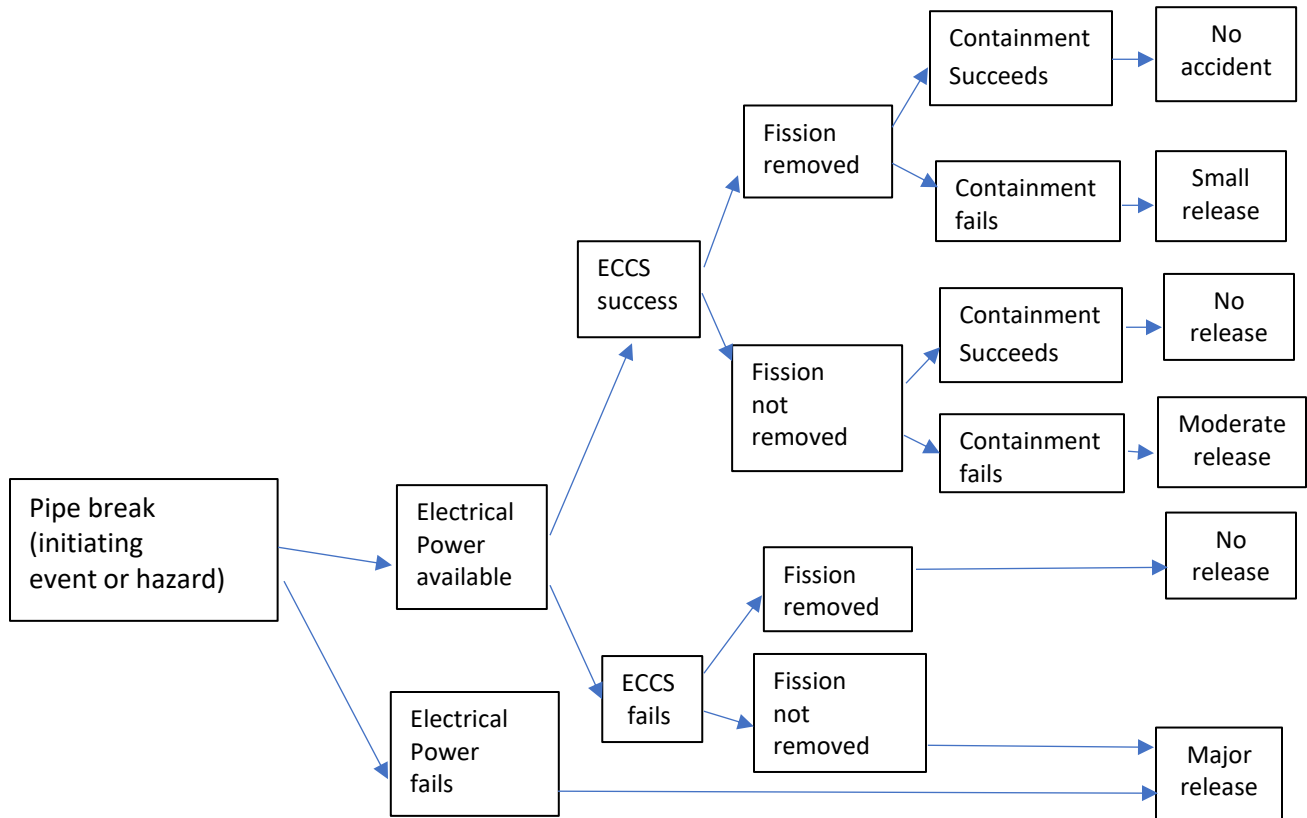 Containment
Succeeds
No
accident
Fission
removed
Containment
fails
Small
release
ECCS
success
Containment
Succeeds
No
release
Fission
not
removed
Containment
fails
Moderate
release
Pipe break
(initiating
event or hazard)
Electrical
Power
available
Fission
removed
No
release
ECCS
fails
Fission
not
removed
Electrical
Power
fails
Major
release